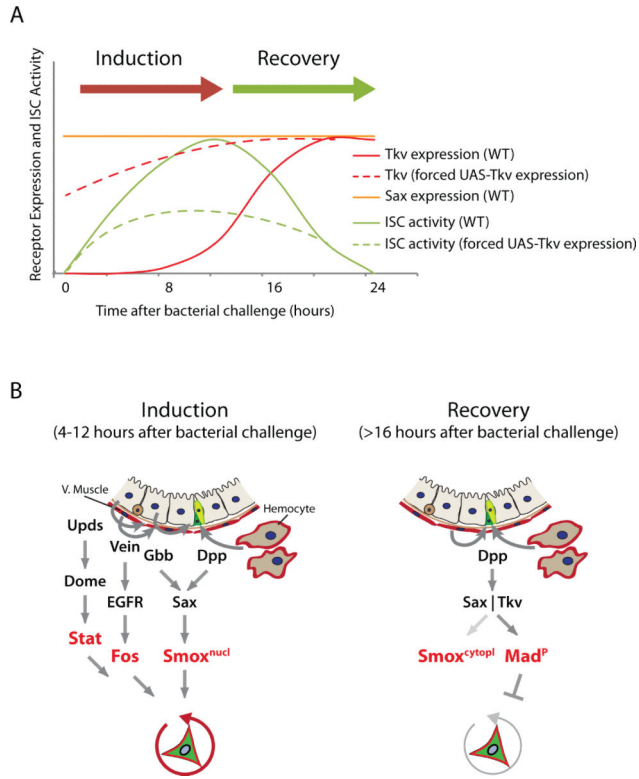 A
Induction
Recovery
Receptor Expression and ISC Activity
Tkv expression (WT)
Tkv (forced UAS-Tkv expression)
Sax expression (WT)
ISC activity (WT)
ISC activity (forced UAS-Tkv expression)
0 8 16 24
Time after bacterial challenge (hours)
B
Induction
(4-12 hours after bacterial challenge)
Recovery
(>16 hours after bacterial challenge)
V. Muscle
Hemocyte
Upds
Vein
Gbb
Dpp
Dome
EGFR
Sax
Stat
Fos
Smox^nucl
Dpp
Sax | Tkv
Smox^cytopl Mad^P